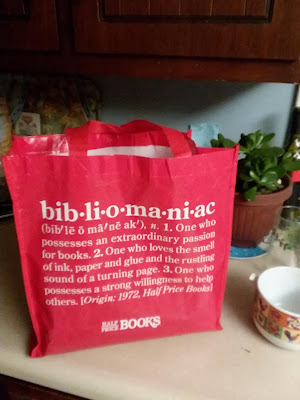 bib·li·o·ma·ni·ac
(bib′lē ō mā′nē ak′), n. 1. One who
possesses an extraordinary passion
for books. 2. One who loves the smell
of ink, paper and glue and the rustling
sound of a turning page. 3. One who
possesses a strong willingness to help
others. [Origin: 1972, Half Price Books]
HALF PRICE BOOKS